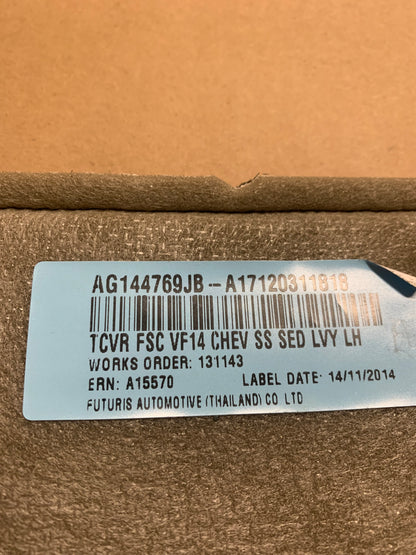 AG144769JB-A17120311818
TCVR FSC VF14 CHEV SS SED LVY LH
WORKS ORDER: 131143
ERN: A15570 LABEL DATE: 14/11/2014
FUTURIS AUTOMOTIVE (THAILAND) CO LTD